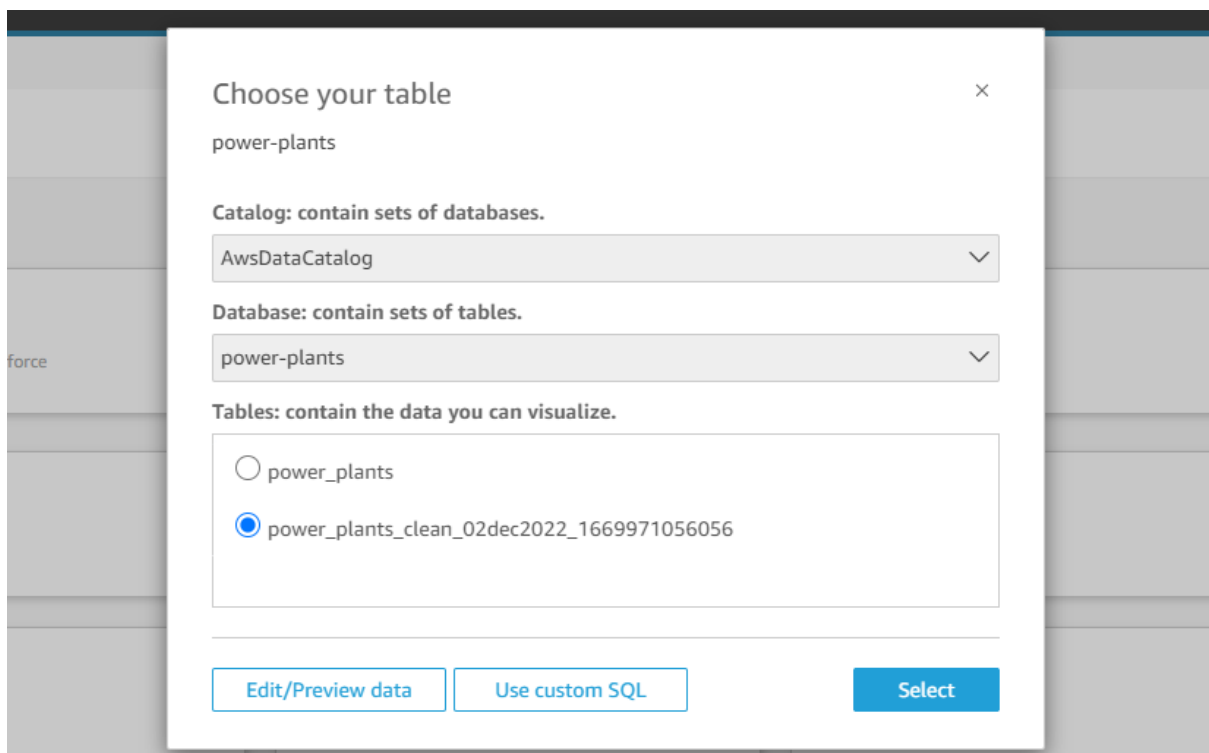 Choose your table
power-plants
Catalog: contain sets of databases.
AwsDataCatalog
Database: contain sets of tables.
power-plants
force
Tables: contain the data you can visualize.
power_plants
power_plants_clean_02dec2022_1669971056056
Edit/Preview data Use custom SQL Select